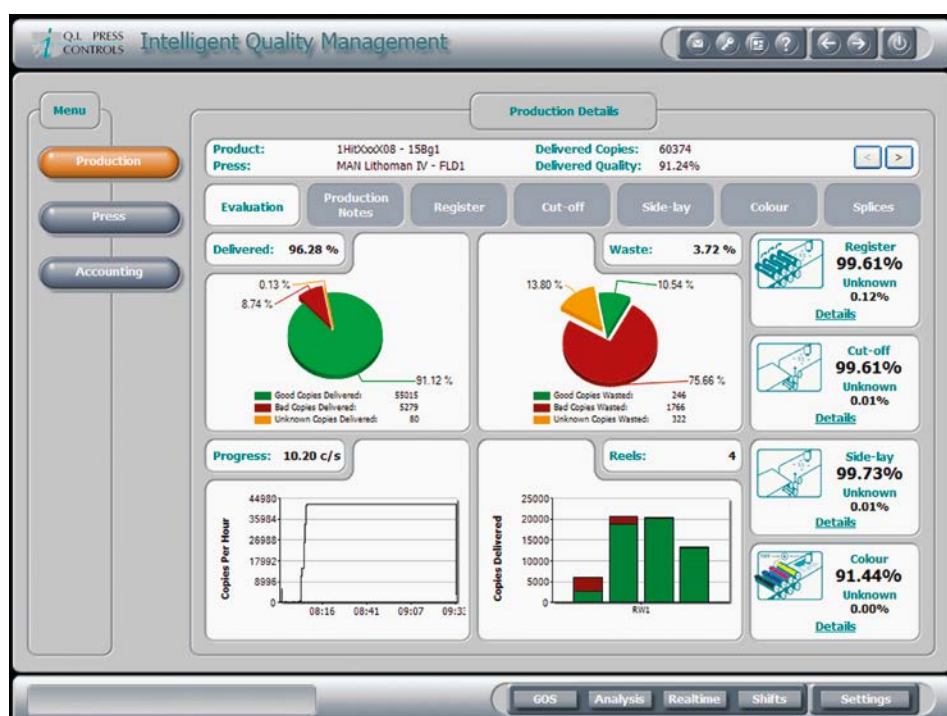 Q.I. PRESS
CONTROLS
Intelligent Quality Management
Menu
Production
Press
Accounting
Production Details
Product: 1HitXxxX08 - 15Bg1 Delivered Copies: 60374
Press: MAN Lithoman IV - FLD1 Delivered Quality: 91.24%
< >
Evaluation Production Notes Register Cut-off Side-lay Colour Splices
Delivered: 96.28 %
0.13 %
8.74 %
91.12 %
Good Copies Delivered: 55015
Bad Copies Delivered: 5279
Unknown Copies Delivered: 80
Waste: 3.72 %
13.80 %
10.54 %
75.66 %
Good Copies Wasted: 246
Bad Copies Wasted: 1766
Unknown Copies Wasted: 322
Register
99.61%
Unknown
0.12%
Details
Cut-off
99.61%
Unknown
0.01%
Details
Progress: 10.20 c/s
Copies Per Hour
44980
35984
26988
17992
8996
0
08:16 08:41 09:07 09:33
Reels: 4
Copies Delivered
25000
20000
15000
10000
5000
0
RW1
Side-lay
99.73%
Unknown
0.01%
Details
Colour
91.44%
Unknown
0.00%
Details
GOS Analysis Realtime Shifts Settings